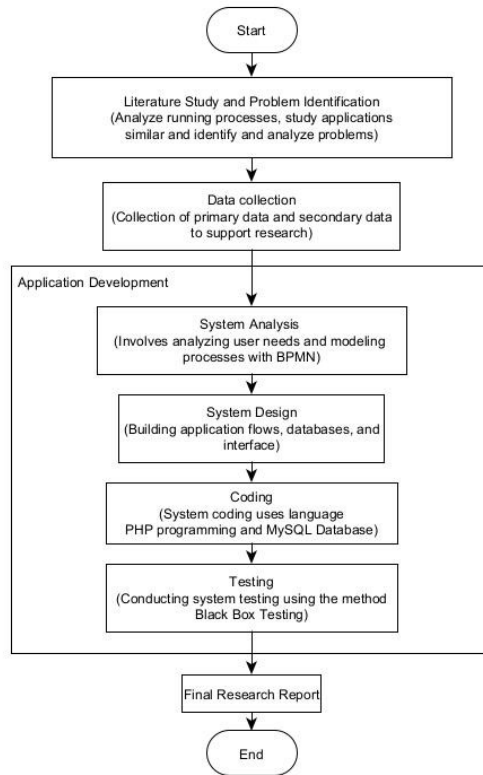 Start
Literature Study and Problem Identification
(Analyze running processes, study applications
similar and identify and analyze problems)
Data collection
(Collection of primary data and secondary data
to support research)
Application Development
System Analysis
(Involves analyzing user needs and modeling
processes with BPMN)
System Design
(Building application flows, databases, and
interface)
Coding
(System coding uses language
PHP programming and MySQL Database)
Testing
(Conducting system testing using the method
Black Box Testing)
Final Research Report
End